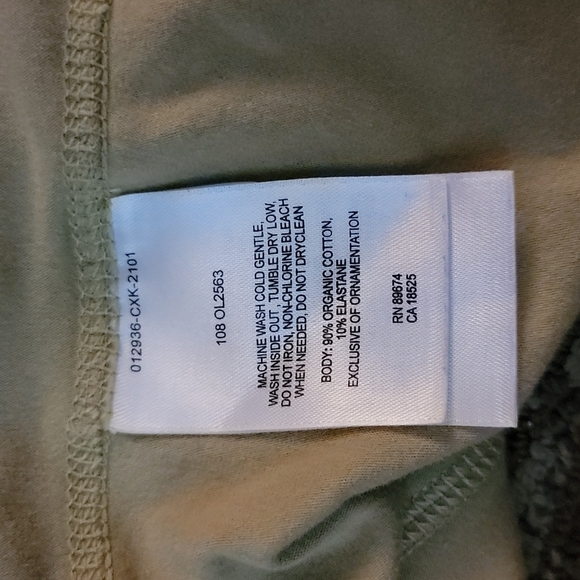 012936-CXK-2101
108 OL2563
MACHINE WASH COLD GENTLE,
WASH INSIDE OUT, TUMBLE DRY LOW,
DO NOT IRON, NON-CHLORINE BLEACH
WHEN NEEDED, DO NOT DRYCLEAN
BODY: 90% ORGANIC COTTON,
10% ELASTANE
EXCLUSIVE OF ORNAMENTATION
RN 89674
CA 18525